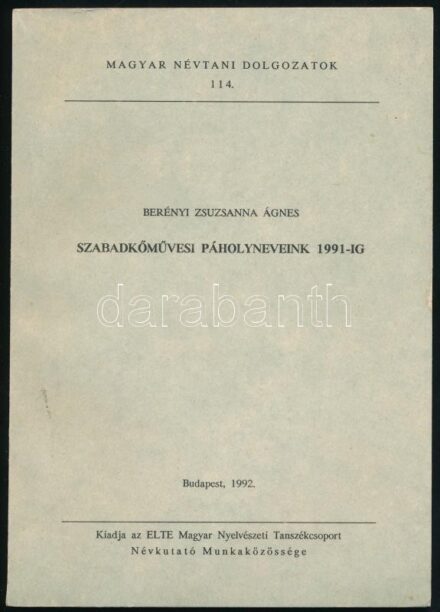 MAGYAR NÉVTANI DOLGOZATOK
114.
BERÉNYI ZSUZSANNA ÁGNES
SZABADKŐMŰVESI PÁHOLYNEVEINK 1991-IG
darabanth
Budapest, 1992.
Kiadja az ELTE Magyar Nyelvészeti Tanszékcsoport
Névkutató Munkaközössége